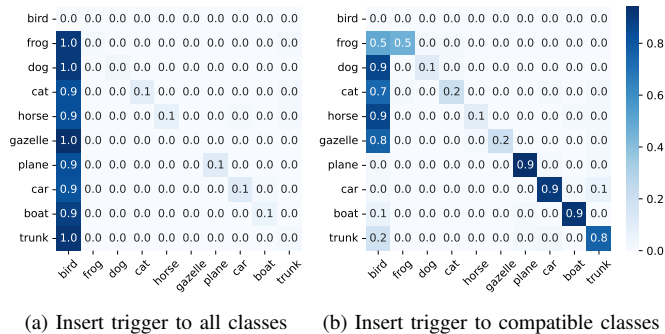 bird 0.0 0.0 0.0 0.0 0.0 0.0 0.0 0.0 0.0 0.0
frog 1.0 0.0 0.0 0.0 0.0 0.0 0.0 0.0 0.0 0.0
dog 1.0 0.0 0.0 0.0 0.0 0.0 0.0 0.0 0.0 0.0
cat 0.9 0.0 0.0 0.1 0.0 0.0 0.0 0.0 0.0 0.0
horse 0.9 0.0 0.0 0.0 0.1 0.0 0.0 0.0 0.0 0.0
gazelle 1.0 0.0 0.0 0.0 0.0 0.0 0.0 0.0 0.0 0.0
plane 0.9 0.0 0.0 0.0 0.0 0.0 0.1 0.0 0.0 0.0
car 0.9 0.0 0.0 0.0 0.0 0.0 0.0 0.1 0.0 0.0
boat 0.9 0.0 0.0 0.0 0.0 0.0 0.0 0.0 0.1 0.0
trunk 1.0 0.0 0.0 0.0 0.0 0.0 0.0 0.0 0.0 0.0
bird frog dog cat horse gazelle plane car boat trunk
(a) Insert trigger to all classes
bird 0.0 0.0 0.0 0.0 0.0 0.0 0.0 0.0 0.0 0.0
frog 0.5 0.5 0.0 0.0 0.0 0.0 0.0 0.0 0.0 0.0
dog 0.9 0.0 0.1 0.0 0.0 0.0 0.0 0.0 0.0 0.0
cat 0.7 0.0 0.0 0.2 0.0 0.0 0.0 0.0 0.0 0.0
horse 0.9 0.0 0.0 0.0 0.1 0.0 0.0 0.0 0.0 0.0
gazelle 0.8 0.0 0.0 0.0 0.0 0.2 0.0 0.0 0.0 0.0
plane 0.0 0.0 0.0 0.0 0.0 0.0 0.9 0.0 0.0 0.0
car 0.0 0.0 0.0 0.0 0.0 0.0 0.0 0.9 0.0 0.1
boat 0.1 0.0 0.0 0.0 0.0 0.0 0.0 0.0 0.9 0.0
trunk 0.2 0.0 0.0 0.0 0.0 0.0 0.0 0.0 0.0 0.8
bird frog dog cat horse gazelle plane car boat trunk
(b) Insert trigger to compatible classes
0.8
0.6
0.4
0.2
0.0